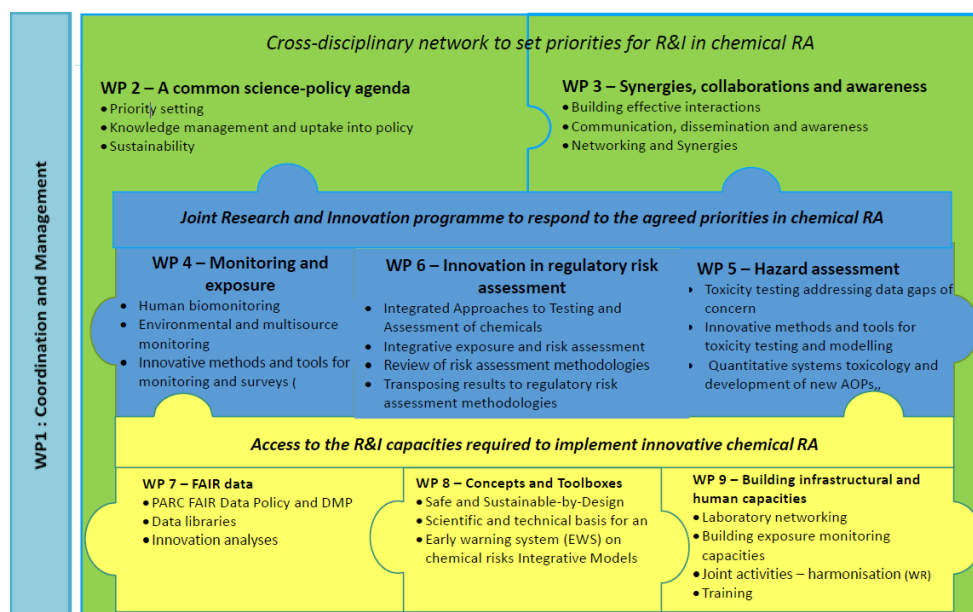 WP1 : Coordination and Management
Cross-disciplinary network to set priorities for R&I in chemical RA
WP 2 – A common science-policy agenda
• Priority setting
• Knowledge management and uptake into policy
• Sustainability
WP 3 – Synergies, collaborations and awareness
• Building effective interactions
• Communication, dissemination and awareness
• Networking and Synergies
Joint Research and Innovation programme to respond to the agreed priorities in chemical RA
WP 4 – Monitoring and
exposure
• Human biomonitoring
• Environmental and multisource
monitoring
• Innovative methods and tools for
monitoring and surveys (
WP 6 – Innovation in regulatory risk
assessment
• Integrated Approaches to Testing and
Assessment of chemicals
• Integrative exposure and risk assessment
• Review of risk assessment methodologies
• Transposing results to regulatory risk
assessment methodologies
WP 5 – Hazard assessment
• Toxicity testing addressing data gaps of
concern
• Innovative methods and tools for
toxicity testing and modelling
• Quantitative systems toxicology and
development of new AOPs,,
Access to the R&I capacities required to implement innovative chemical RA
WP 7 – FAIR data
• PARC FAIR Data Policy and DMP
• Data libraries
• Innovation analyses
WP 8 – Concepts and Toolboxes
• Safe and Sustainable-by-Design
• Scientific and technical basis for an
• Early warning system (EWS) on
chemical risks Integrative Models
WP 9 – Building infrastructural and
human capacities
• Laboratory networking
• Building exposure monitoring
capacities
• Joint activities – harmonisation (WR)
• Training